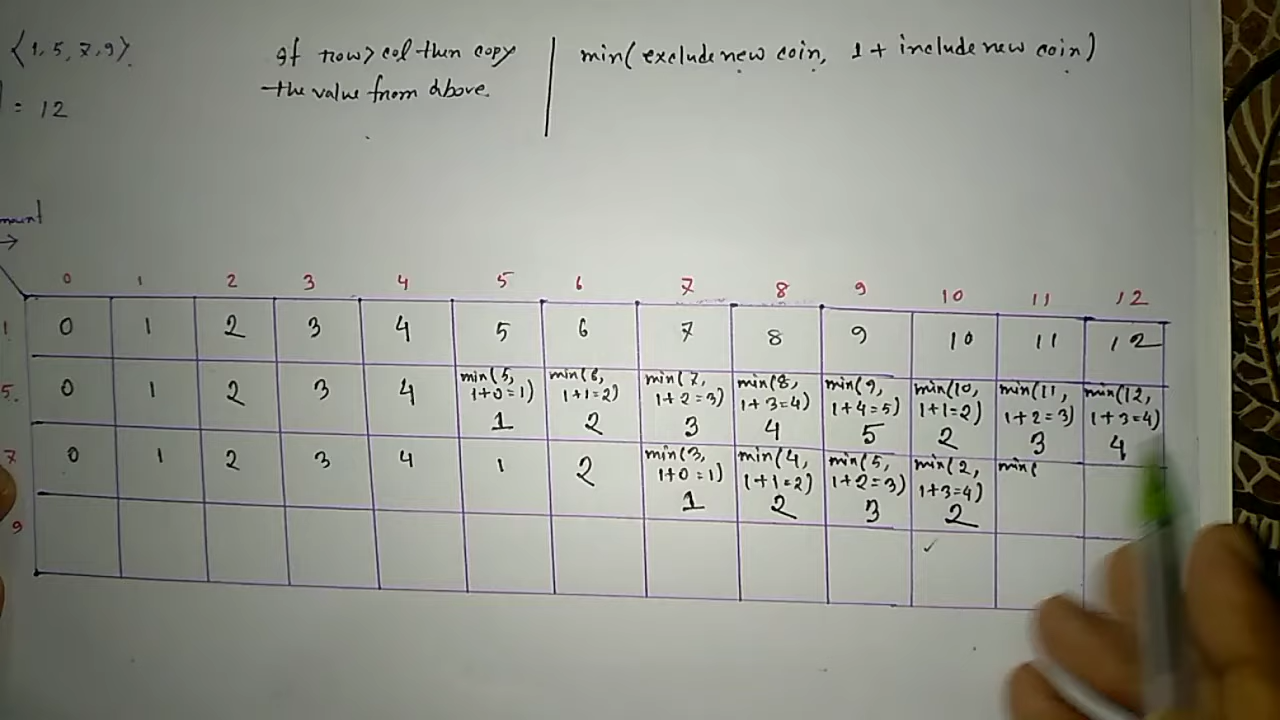 {1, 5, 7, 9}.
= 12
If row > col then copy
the value from above.
min(exclude new coin, 1 + include new coin)
→
0 1 2 3 4 5 6 7 8 9 10 11 12
1 0 1 2 3 4 5 6 7 8 9 10 11 12
5. 0 1 2 3 4 min(5, 1+0=1) 1 min(6, 1+1=2) 2 min(7, 1+2=3) 3 min(8, 1+3=4) 4 min(9, 1+4=5) 5 min(10, 1+1=2) 2 min(11, 1+2=3) 3 min(12, 1+3=4) 4
7 0 1 2 3 4 1 2 min(3, 1+0=1) 1 min(4, 1+1=2) 2 min(5, 1+2=3) 3 min(2, 1+3=4) 2 min(
9 ✓